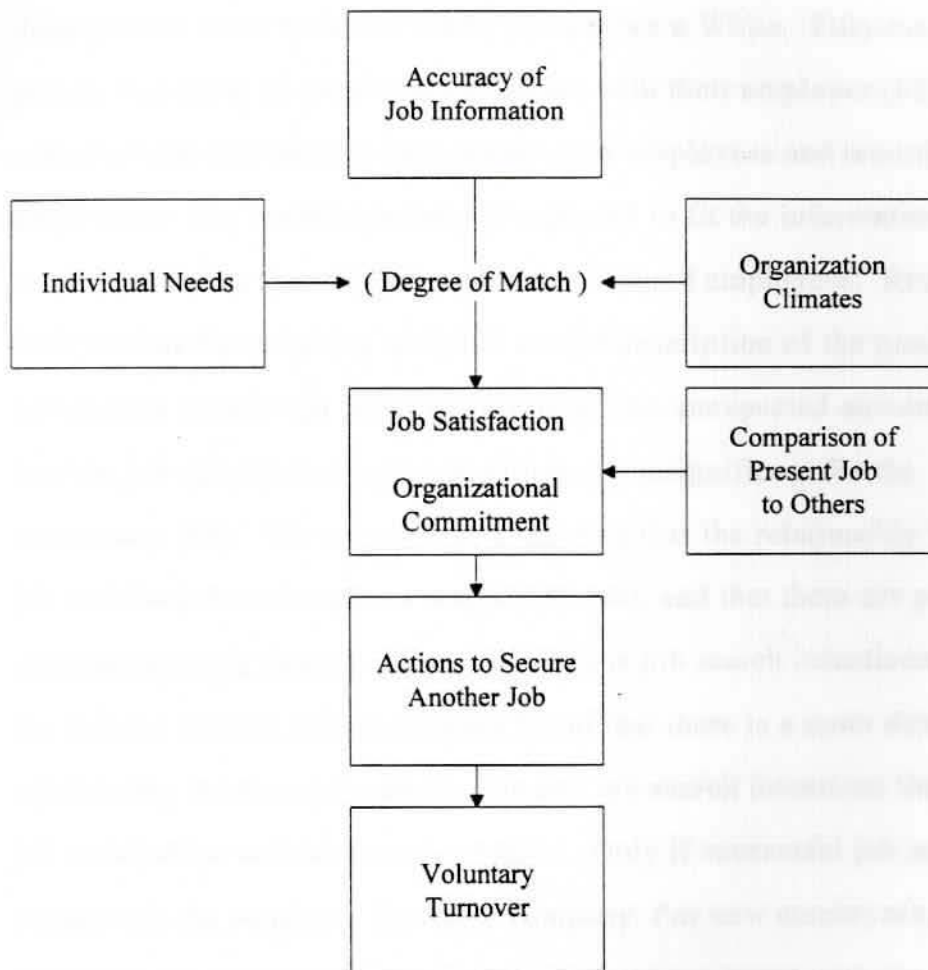 Accuracy of
Job Information
Individual Needs
( Degree of Match )
Organization
Climates
Job Satisfaction
Organizational
Commitment
Comparison of
Present Job
to Others
Actions to Secure
Another Job
Voluntary
Turnover